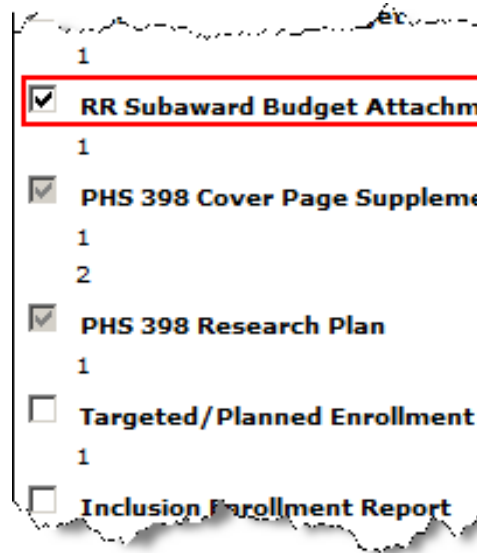 1
RR Subaward Budget Attachm
1
PHS 398 Cover Page Suppleme
1
2
PHS 398 Research Plan
1
Targeted/Planned Enrollment
1
Inclusion Enrollment Report